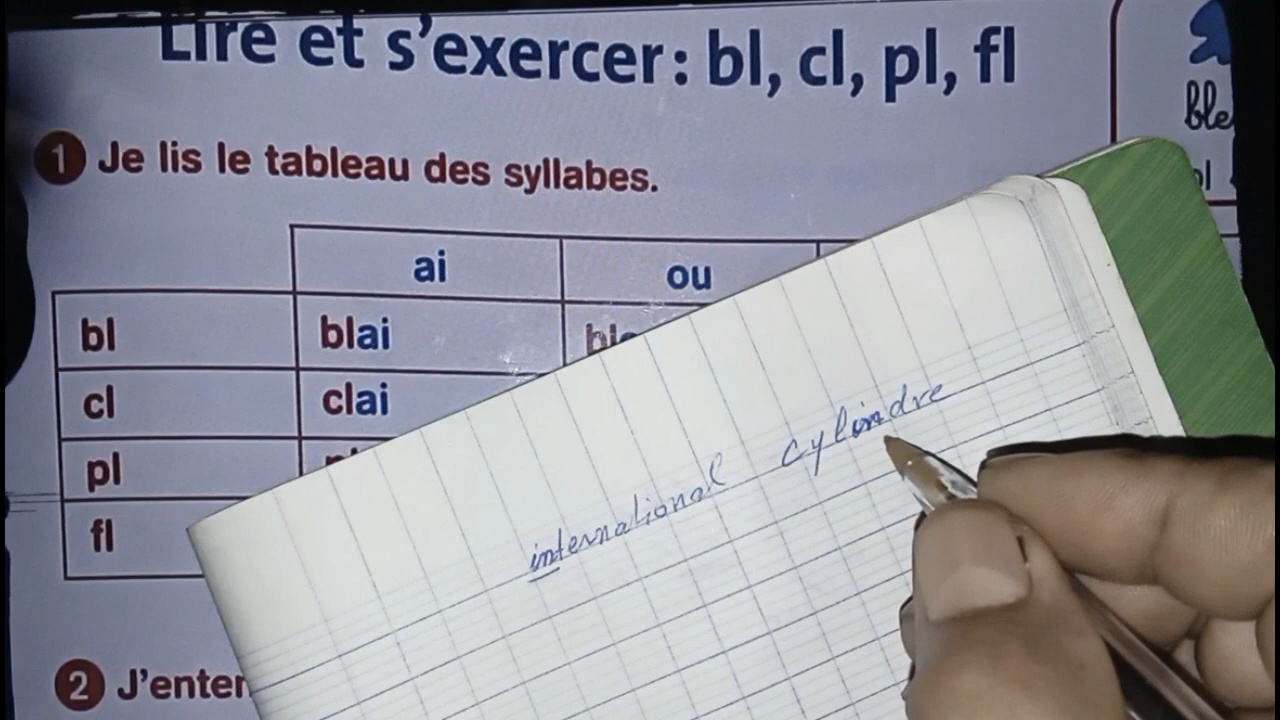 Lire et s'exercer: bl, cl, pl, fl
ble
1 Je lis le tableau des syllabes.
ai ou
bl blai
cl clai
pl
fl
international cylindre
2 J'enten